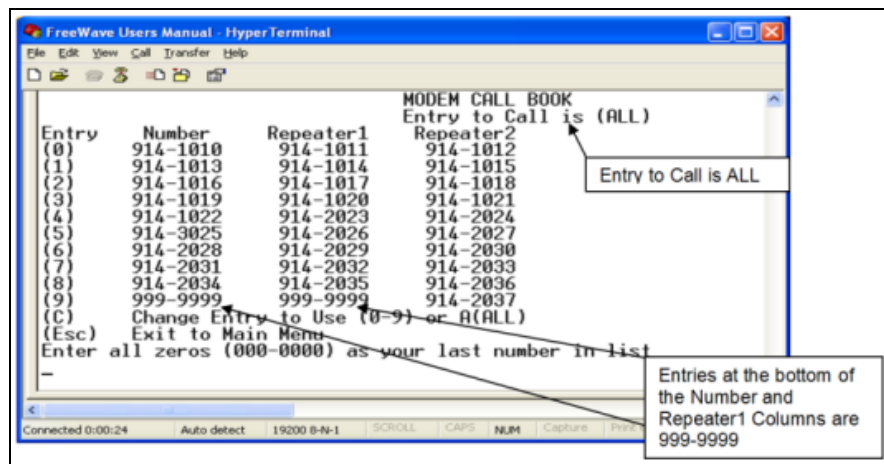 FreeWave Users Manual - HyperTerminal
File Edit View Call Transfer Help
MODEM CALL BOOK
Entry to Call is (ALL)
Entry Number Repeater1 Repeater2
(0) 914-1010 914-1011 914-1012
(1) 914-1013 914-1014 914-1015
(2) 914-1016 914-1017 914-1018
(3) 914-1019 914-1020 914-1021
(4) 914-1022 914-2023 914-2024
(5) 914-3025 914-2026 914-2027
(6) 914-2028 914-2029 914-2030
(7) 914-2031 914-2032 914-2033
(8) 914-2034 914-2035 914-2036
(9) 999-9999 999-9999 914-2037
(C) Change Entry to Use (0-9) or A(ALL)
(Esc) Exit to Main Menu
Enter all zeros (000-0000) as your last number in list
Entry to Call is ALL
Entries at the bottom of
the Number and
Repeater1 Columns are
999-9999
Connected 0:00:24 Auto detect 19200 8-N-1 SCROLL CAPS NUM Capture